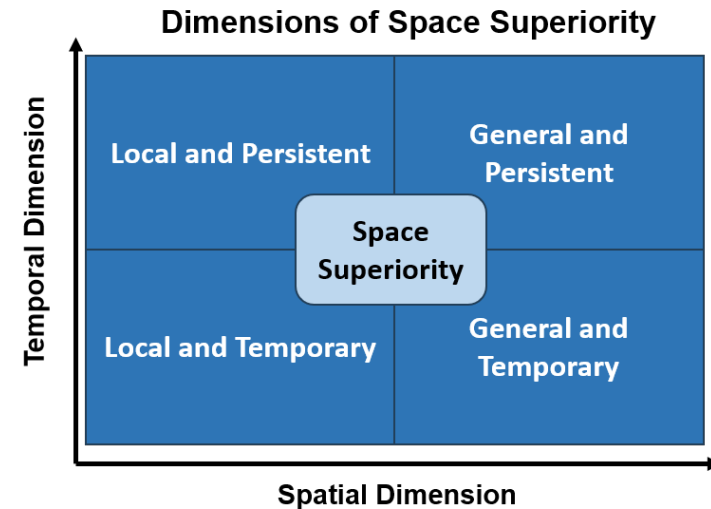 Dimensions of Space Superiority
Temporal Dimension
Local and Persistent
General and
Persistent
Space
Superiority
Local and Temporary
General and
Temporary
Spatial Dimension